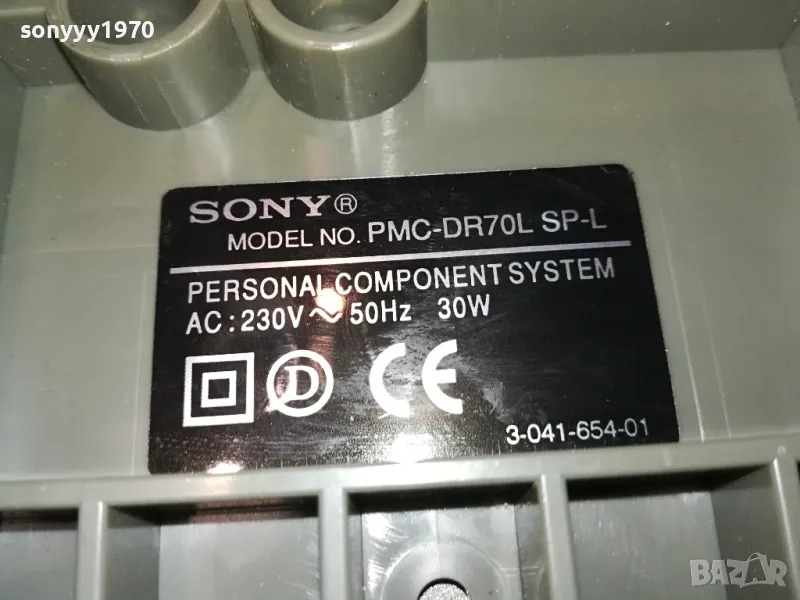 sonyyy1970
SONY®
MODEL NO. PMC-DR70L SP-L
PERSONAL COMPONENT SYSTEM
AC : 230V ~ 50Hz 30W
D CE
3-041-654-01
BAZAR